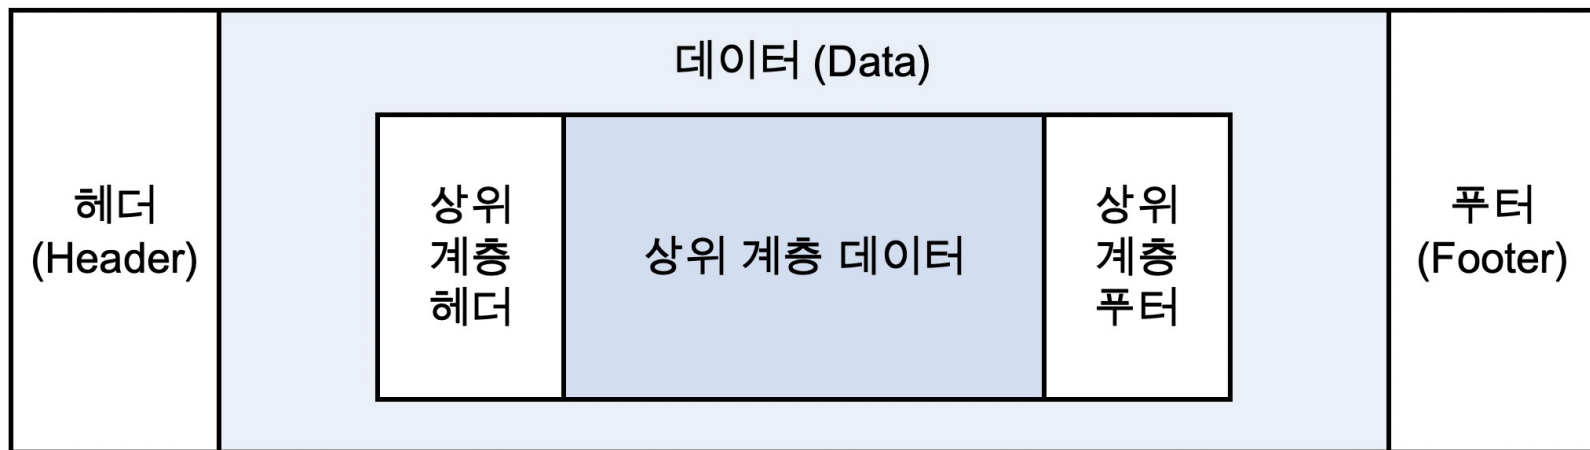 데이터 (Data)
헤더
(Header)
상위
계층
헤더
상위 계층 데이터
상위
계층
푸터
푸터
(Footer)